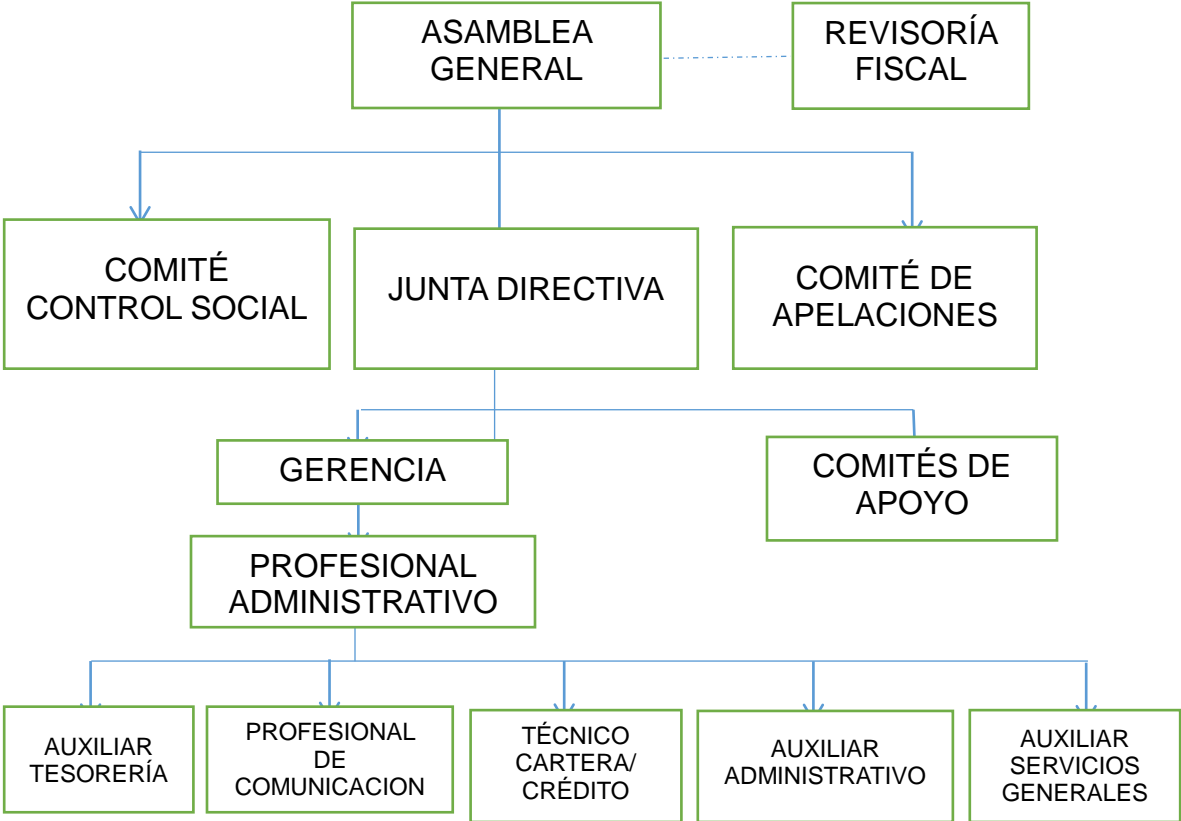 ASAMBLEA
GENERAL
REVISORÍA
FISCAL
COMITÉ
CONTROL SOCIAL
JUNTA DIRECTIVA
COMITÉ DE
APELACIONES
GERENCIA
COMITÉS DE
APOYO
PROFESIONAL
ADMINISTRATIVO
AUXILIAR
TESORERÍA
PROFESIONAL
DE
COMUNICACION
TÉCNICO
CARTERA/
CRÉDITO
AUXILIAR
ADMINISTRATIVO
AUXILIAR
SERVICIOS
GENERALES